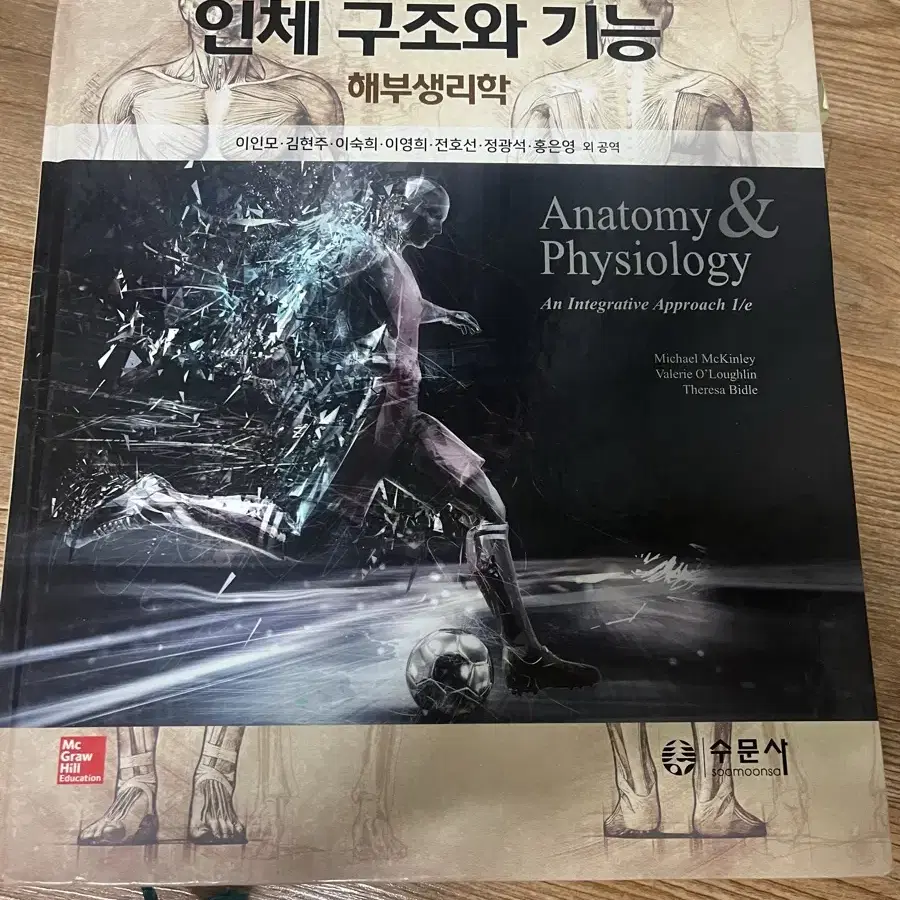 인체 구조와 기능
해부생리학
이인모·김현주·이숙희·이영희·전호선·정광석·홍은영 외 공역
Anatomy &
Physiology
An Integrative Approach 1/e
Michael McKinley
Valerie O'Loughlin
Theresa Bidle
Mc
Graw
Hill
Education
수문사
soomoonsa